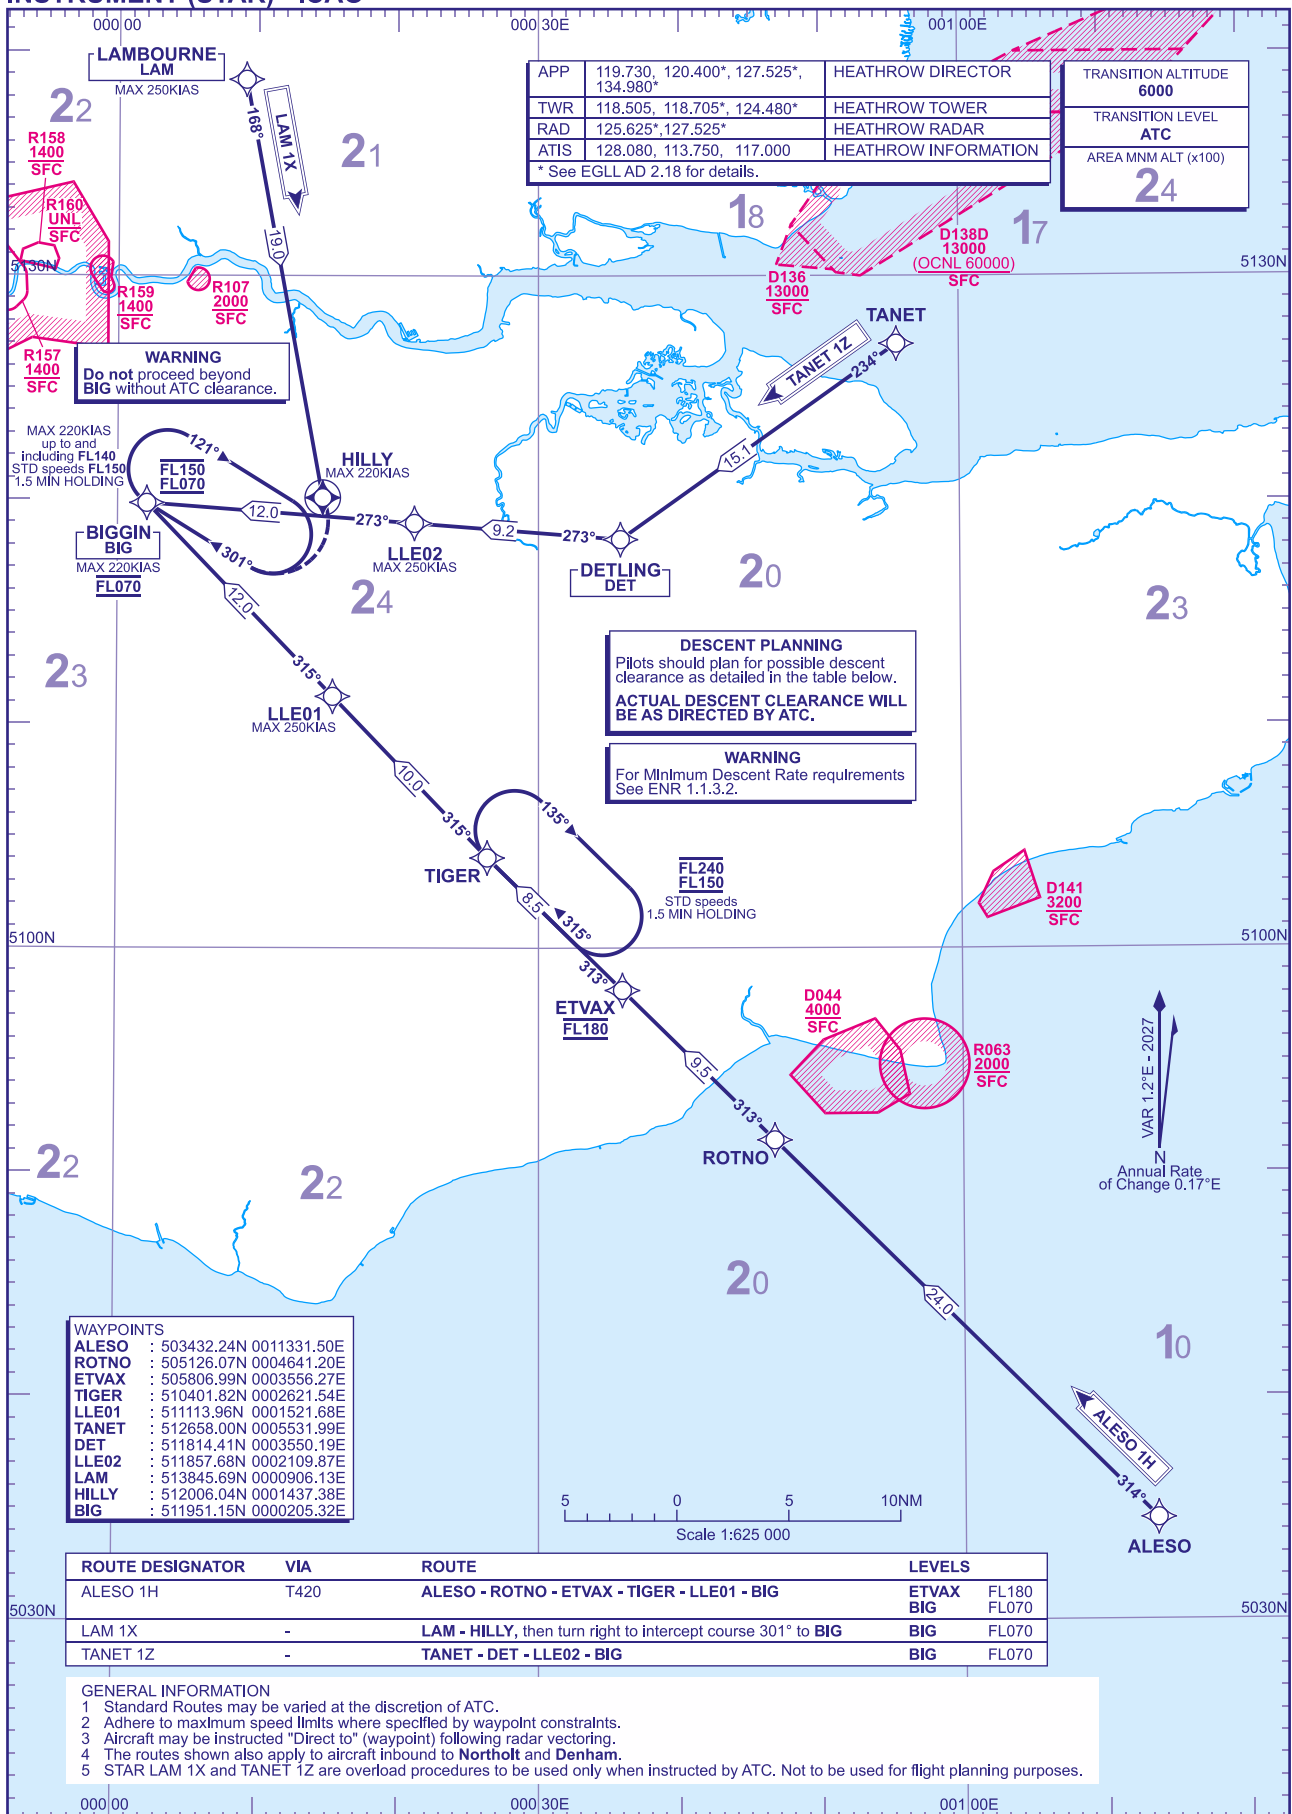 INSTRUMENT (STAR) - ICAO
00000
00030E
00100E
LAMBOURNE
LAM
MAX 250KIAS
168°
LAM 1X
19.0
22
21
APP 119.730, 120.400*, 127.525*, 134.980* HEATHROW DIRECTOR
TWR 118.505, 118.705*, 124.480* HEATHROW TOWER
RAD 125.625*,127.525* HEATHROW RADAR
ATIS 128.080, 113.750, 117.000 HEATHROW INFORMATION
* See EGLL AD 2.18 for details.
TRANSITION ALTITUDE
6000
TRANSITION LEVEL
ATC
AREA MNM ALT (x100)
24
R158
1400
SFC
R160
UNL
SFC
5130N
R159
1400
SFC
R107
2000
SFC
R157
1400
SFC
18
17
D138D
13000
(OCNL 60000)
SFC
D136
13000
SFC
5130N
TANET
TANET 1Z
234°
15.1
WARNING
Do not proceed beyond
BIG without ATC clearance.
MAX 220KIAS
up to and
including FL140
STD speeds FL150
1.5 MIN HOLDING
121°
FL150
FL070
HILLY
MAX 220KIAS
12.0
273°
9.2
273°
BIGGIN
BIG
MAX 220KIAS
FL070
301°
LLE02
MAX 250KIAS
DETLING
DET
20
24
23
23
12.0
315°
LLE01
MAX 250KIAS
DESCENT PLANNING
Pilots should plan for possible descent
clearance as detailed in the table below.
ACTUAL DESCENT CLEARANCE WILL
BE AS DIRECTED BY ATC.
WARNING
For Minimum Descent Rate requirements
See ENR 1.1.3.2.
10.0
315°
135°
TIGER
FL240
FL150
STD speeds
1.5 MIN HOLDING
8.5
315°
D141
3200
SFC
5100N
5100N
313°
ETVAX
FL180
D044
4000
SFC
R063
2000
SFC
9.5
313°
ROTNO
VAR 1.2°E - 2027
N
Annual Rate
of Change 0.17°E
22
22
20
10
24.0
ALESO 1H
314°
ALESO
WAYPOINTS
ALESO : 503432.24N 0011331.50E
ROTNO : 505126.07N 0004641.20E
ETVAX : 505806.99N 0003556.27E
TIGER : 510401.82N 0002621.54E
LLE01 : 511113.96N 0001521.68E
TANET : 512658.00N 0005531.99E
DET : 511814.41N 0003550.19E
LLE02 : 511857.68N 0002109.87E
LAM : 513845.69N 0000906.13E
HILLY : 512006.04N 0001437.38E
BIG : 511951.15N 0000205.32E
5 0 5 10NM
Scale 1:625 000
ROUTE DESIGNATOR VIA ROUTE LEVELS
ALESO 1H T420 ALESO - ROTNO - ETVAX - TIGER - LLE01 - BIG ETVAX FL180
BIG FL070
LAM 1X - LAM - HILLY, then turn right to intercept course 301° to BIG BIG FL070
TANET 1Z - TANET - DET - LLE02 - BIG BIG FL070
5030N
5030N
GENERAL INFORMATION
1 Standard Routes may be varied at the discretion of ATC.
2 Adhere to maximum speed limits where specified by waypoint constraints.
3 Aircraft may be instructed "Direct to" (waypoint) following radar vectoring.
4 The routes shown also apply to aircraft inbound to Northolt and Denham.
5 STAR LAM 1X and TANET 1Z are overload procedures to be used only when instructed by ATC. Not to be used for flight planning purposes.
00000
00030E
00100E